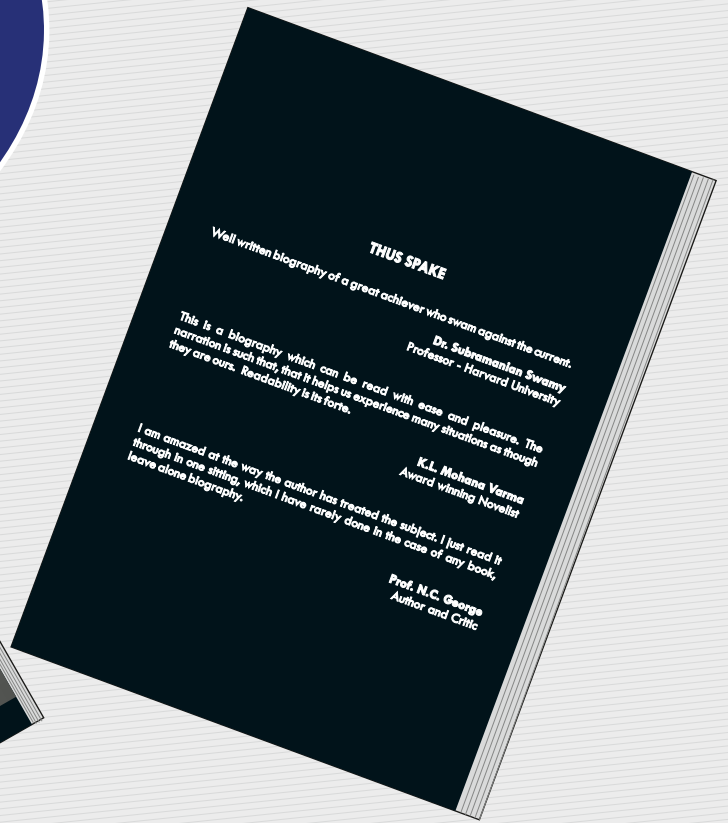 THUS SPAKE
Well written biography of a great achiever who swam against the current.
Dr. Subramanian Swamy
Professor - Harvard University
This is a biography which can be read with ease and pleasure. The
narration is such that, that it helps us experience many situations as though
they are ours. Readability is its forte.
K.L. Mohana Varma
Award winning Novelist
I am amazed at the way the author has treated the subject. I just read it
through in one sitting, which I have rarely done in the case of any book,
leave alone biography.
Prof. N.C. George
Author and Critic